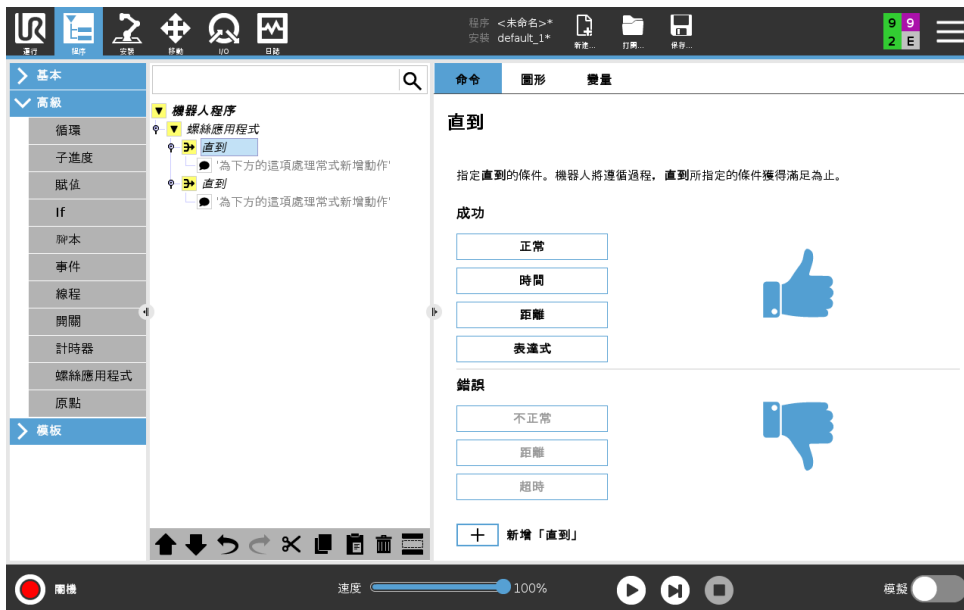 程序 <未命名>*
安裝 default_1*
9 9
2 E
運行
程序
安裝
移動
I/O
日誌
新建...
打開...
保存...
基本
高級
循環
子進度
賦值
If
腳本
事件
線程
開關
計時器
螺絲應用程式
原點
模板
機器人程序
螺絲應用程式
直到
'為下方的這項處理常式新增動作'
直到
'為下方的這項處理常式新增動作'
命令 圖形 變量
直到
指定直到的條件。機器人將遵循過程，直到所指定的條件獲得滿足為止。
成功
正常
時間
距離
表達式
錯誤
不正常
距離
超時
新增「直到」
關機
速度 100%
模擬